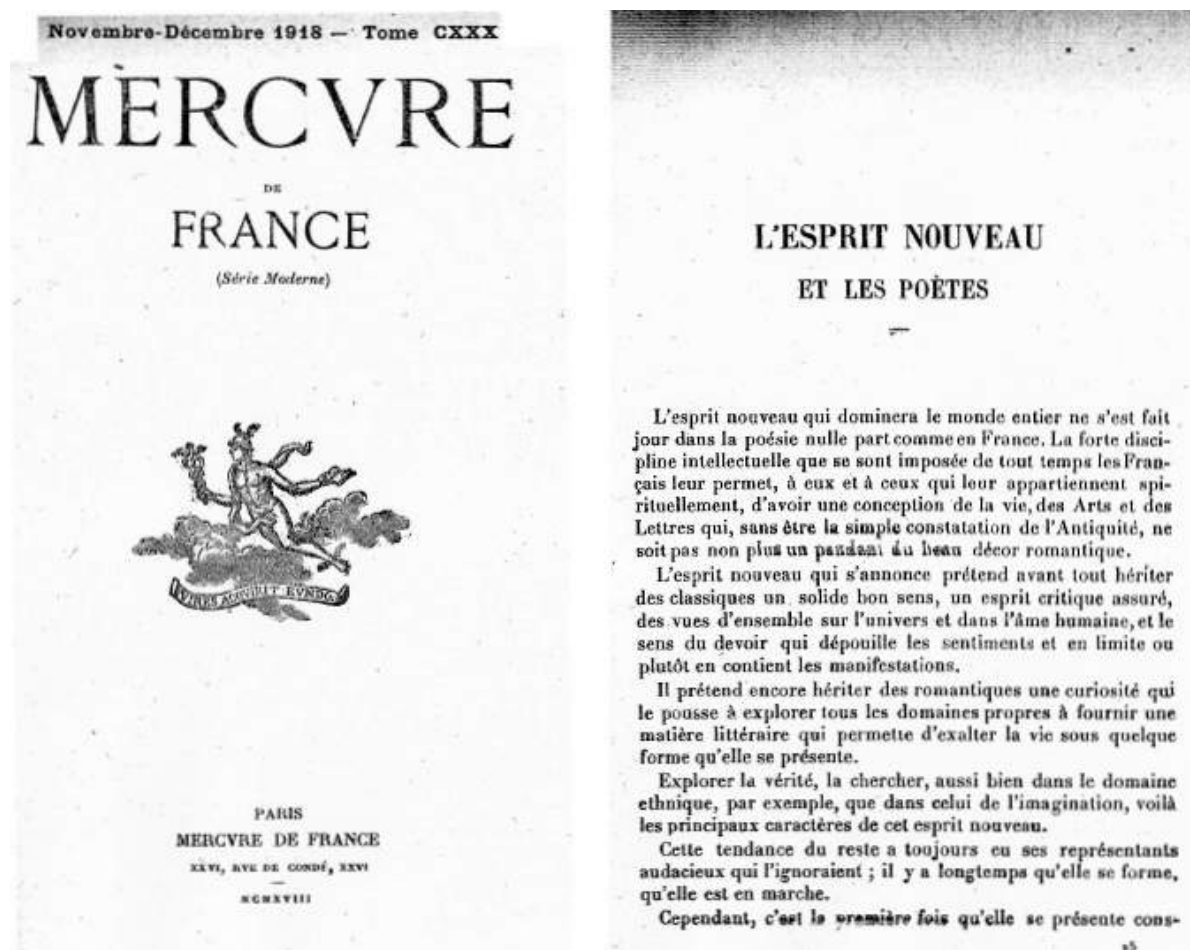 Novembre-Décembre 1918 — Tome CXXX
MERCVRE
DE
FRANCE
(Série Moderne)
VIRES ACQVIRIT EVNDO
PARIS
MERCVRE DE FRANCE
XXVI, RVE DE CONDÉ, XXVI
MCMXVIII
L'ESPRIT NOUVEAU
ET LES POÈTES
L'esprit nouveau qui dominera le monde entier ne s'est fait
jour dans la poésie nulle part comme en France. La forte disci-
pline intellectuelle que se sont imposée de tout temps les Fran-
çais leur permet, à eux et à ceux qui leur appartiennent spi-
rituellement, d'avoir une conception de la vie, des Arts et des
Lettres qui, sans être la simple constatation de l'Antiquité, ne
soit pas non plus un pendant du beau décor romantique.
L'esprit nouveau qui s'annonce prétend avant tout hériter
des classiques un solide bon sens, un esprit critique assuré,
des vues d'ensemble sur l'univers et dans l'âme humaine, et le
sens du devoir qui dépouille les sentiments et en limite ou
plutôt en contient les manifestations.
Il prétend encore hériter des romantiques une curiosité qui
le pousse à explorer tous les domaines propres à fournir une
matière littéraire qui permette d'exalter la vie sous quelque
forme qu'elle se présente.
Explorer la vérité, la chercher, aussi bien dans le domaine
ethnique, par exemple, que dans celui de l'imagination, voilà
les principaux caractères de cet esprit nouveau.
Cette tendance du reste a toujours eu ses représentants
audacieux qui l'ignoraient ; il y a longtemps qu'elle se forme,
qu'elle est en marche.
Cependant, c'est la première fois qu'elle se présente cons-